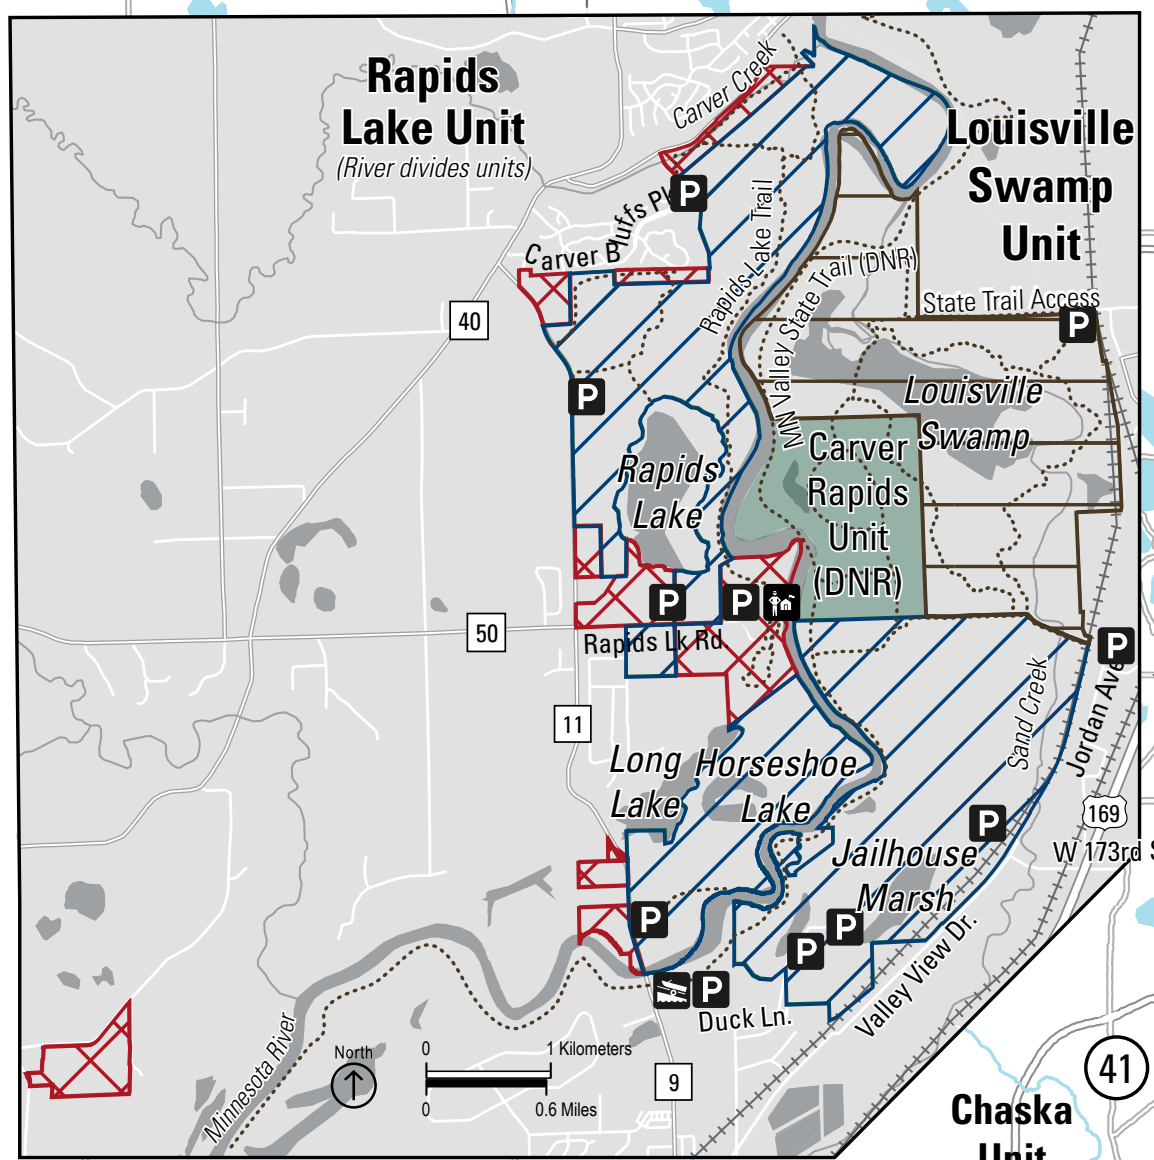 Rapids
Lake Unit
(River divides units)
Carver Creek
Louisville
Swamp
Unit
P
Carver Bluffs Pk
Rapids Lake Trail
MN Valley State Trail (DNR)
State Trail Access
P
40
P
Louisville
Swamp
Rapids
Lake
Carver
Rapids
Unit
(DNR)
P
P
50
Rapids Lk Rd.
P
Sand Creek
Jordan Ave
11
Long
Lake
Horseshoe
Lake
169
P
W 173rd S
Jailhouse
Marsh
P
P
P
Valley View Dr.
P
Duck Ln.
Minnesota River
North
0
1 Kilometers
0
0.6 Miles
9
41
Chaska
Unit